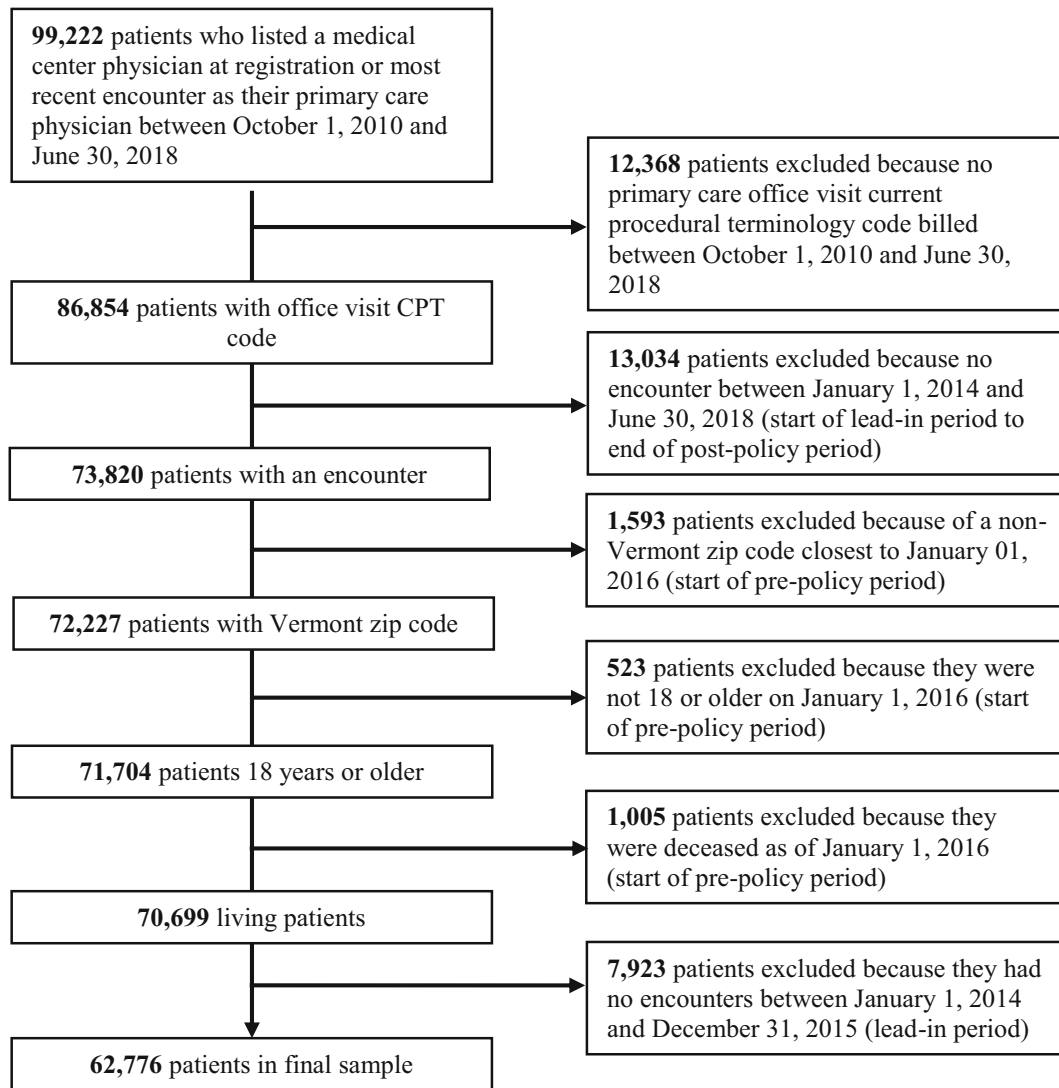 99,222 patients who listed a medical
center physician at registration or most
recent encounter as their primary care
physician between October 1, 2010 and
June 30, 2018
12,368 patients excluded because no
primary care office visit current
procedural terminology code billed
between October 1, 2010 and June 30,
2018
86,854 patients with office visit CPT
code
13,034 patients excluded because no
encounter between January 1, 2014 and
June 30, 2018 (start of lead-in period to
end of post-policy period)
73,820 patients with an encounter
1,593 patients excluded because of a non-
Vermont zip code closest to January 01,
2016 (start of pre-policy period)
72,227 patients with Vermont zip code
523 patients excluded because they were
not 18 or older on January 1, 2016 (start
of pre-policy period)
71,704 patients 18 years or older
1,005 patients excluded because they
were deceased as of January 1, 2016
(start of pre-policy period)
70,699 living patients
7,923 patients excluded because they had
no encounters between January 1, 2014
and December 31, 2015 (lead-in period)
62,776 patients in final sample